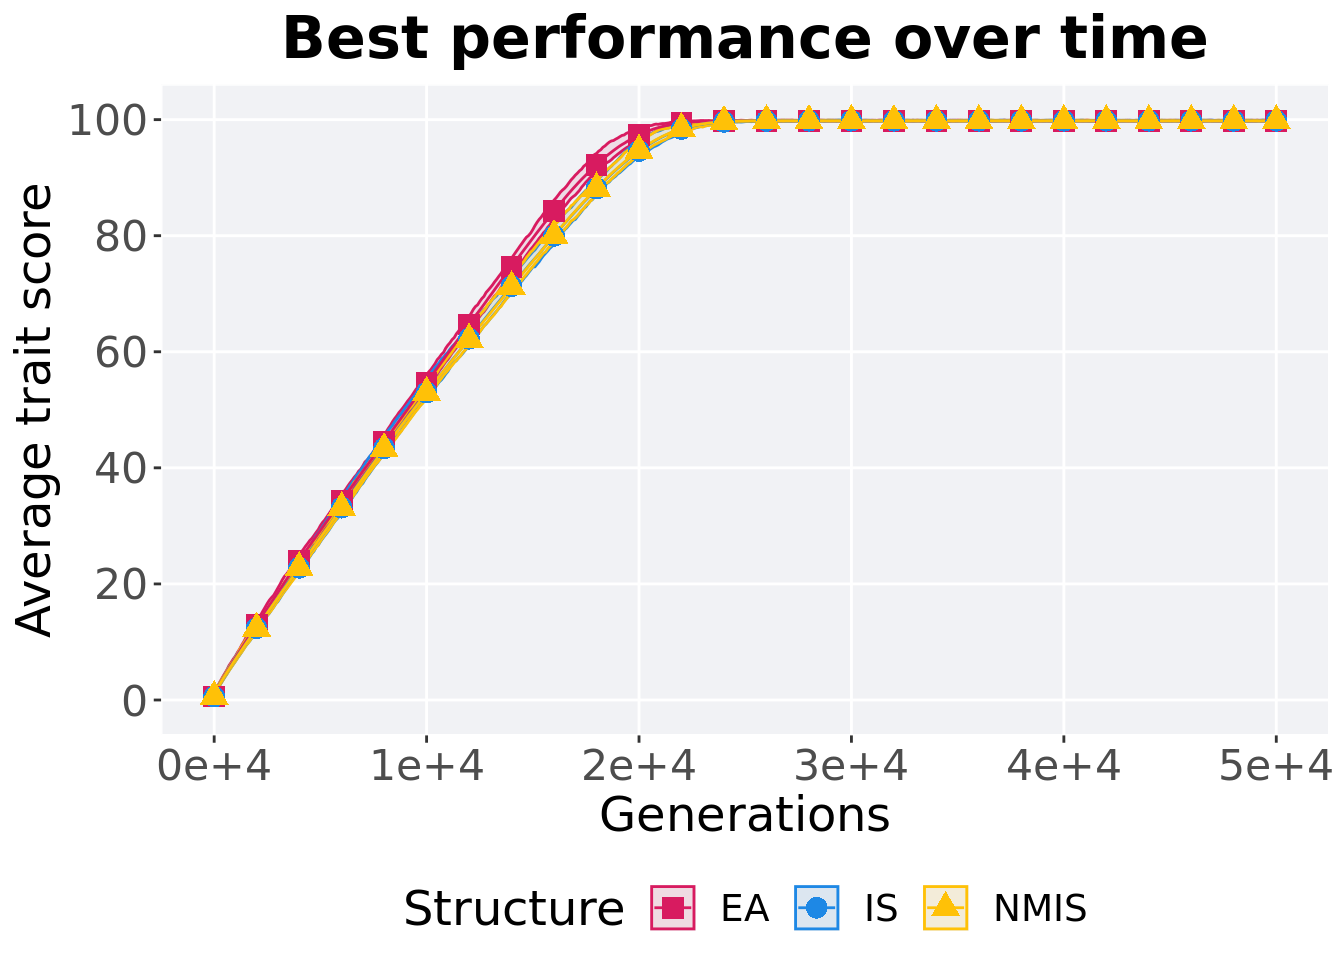 Best performance over time
Average trait score
100
80
60
40
20
0
0e+4 1e+4 2e+4 3e+4 4e+4 5e+4
Generations
Structure EA IS NMIS